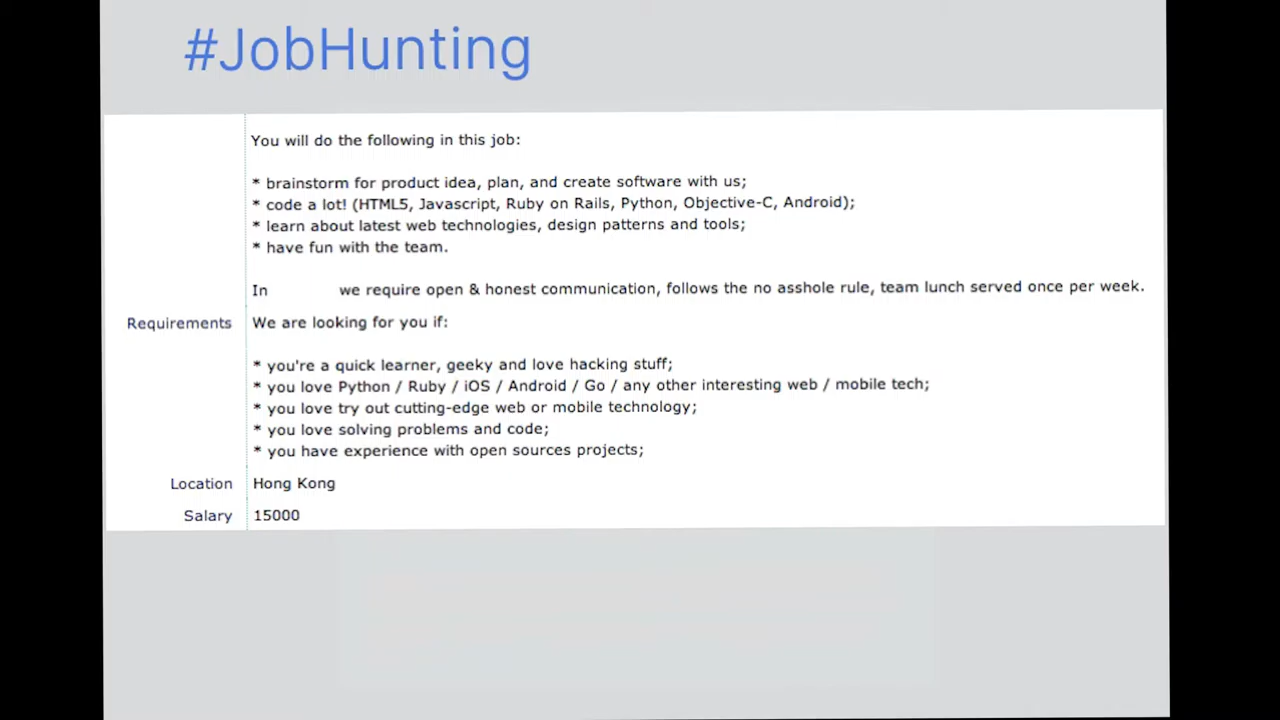 #JobHunting
You will do the following in this job:
* brainstorm for product idea, plan, and create software with us;
* code a lot! (HTML5, Javascript, Ruby on Rails, Python, Objective-C, Android);
* learn about latest web technologies, design patterns and tools;
* have fun with the team.
In we require open & honest communication, follows the no asshole rule, team lunch served once per week.
Requirements We are looking for you if:
* you're a quick learner, geeky and love hacking stuff;
* you love Python / Ruby / iOS / Android / Go / any other interesting web / mobile tech;
* you love try out cutting-edge web or mobile technology;
* you love solving problems and code;
* you have experience with open sources projects;
Location Hong Kong
Salary 15000